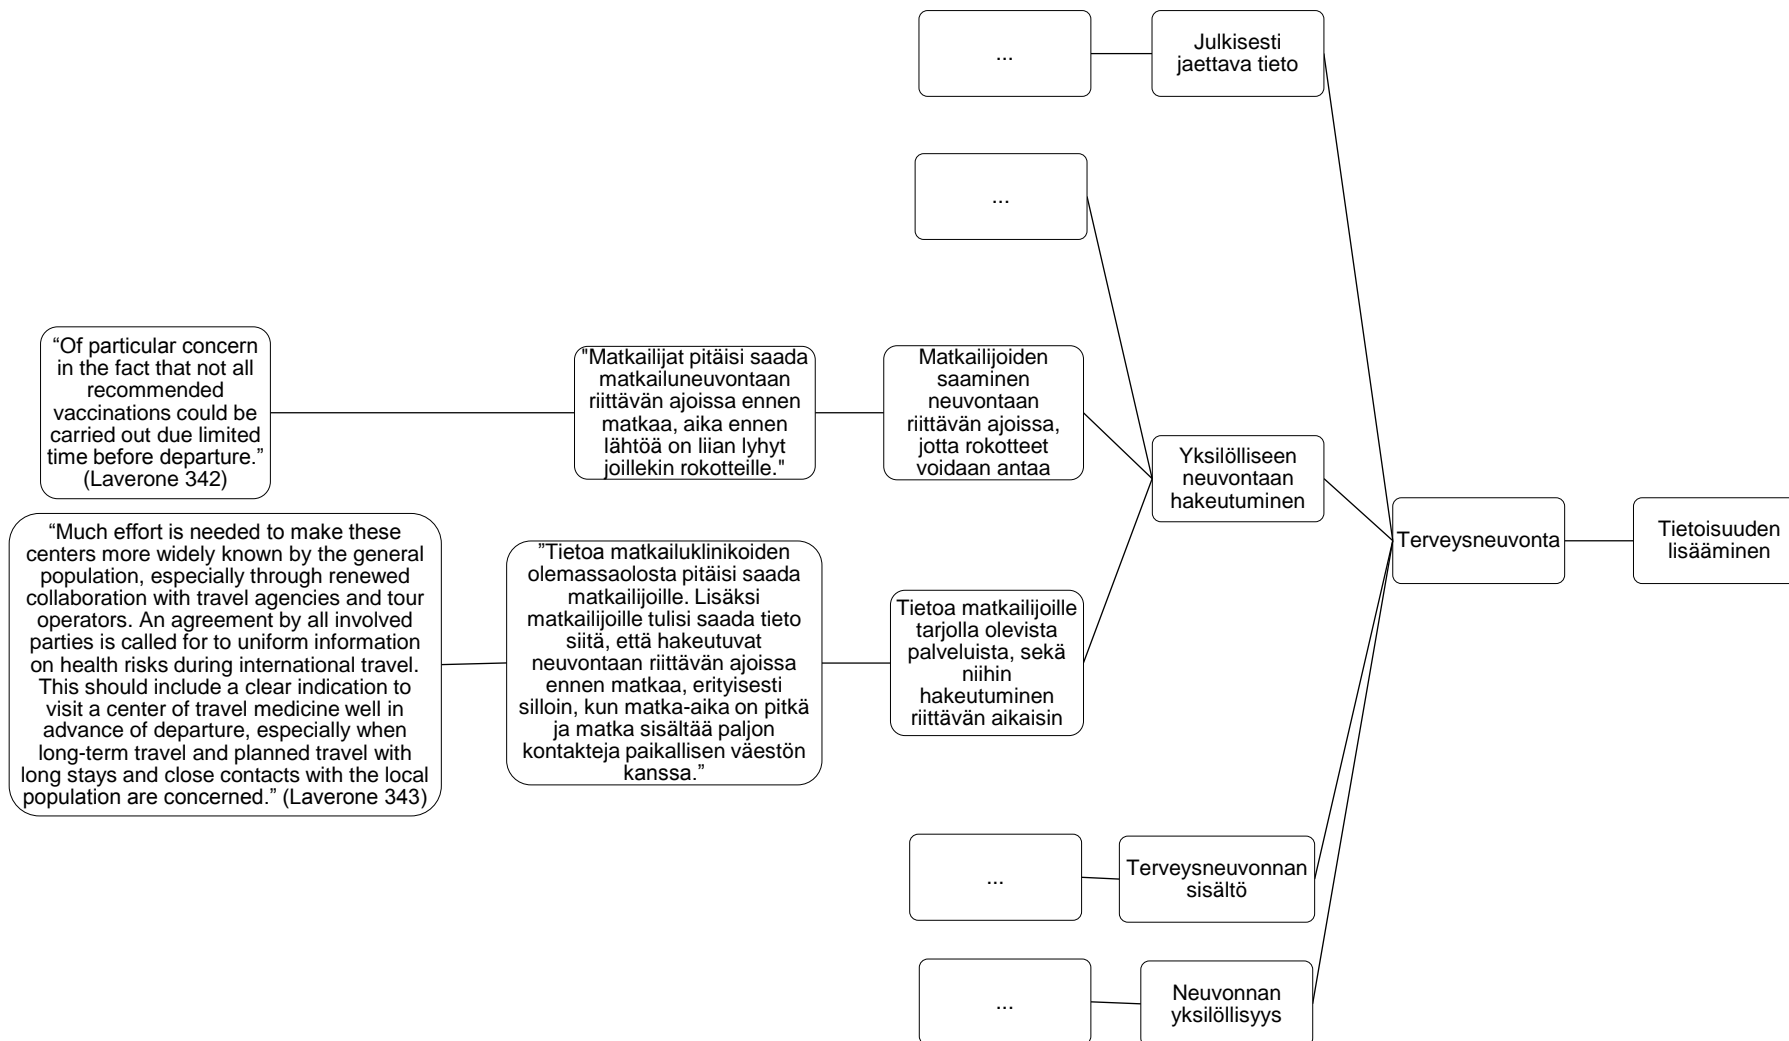 ...
Julkisesti
jaettava tieto
...
“Of particular concern
in the fact that not all
recommended
vaccinations could be
carried out due limited
time before departure.”
(Laverone 342)
"Matkailijat pitäisi saada
matkailuneuvontaan
riittävän ajoissa ennen
matkaa, aika ennen
lähtöä on liian lyhyt
joillekin rokotteille."
Matkailijoiden
saaminen
neuvontaan
riittävän ajoissa,
jotta rokotteet
voidaan antaa
Yksilölliseen
neuvontaan
hakeutuminen
Terveysneuvonta
Tietoisuuden
lisääminen
“Much effort is needed to make these
centers more widely known by the general
population, especially through renewed
collaboration with travel agencies and tour
operators. An agreement by all involved
parties is called for to uniform information
on health risks during international travel.
This should include a clear indication to
visit a center of travel medicine well in
advance of departure, especially when
long-term travel and planned travel with
long stays and close contacts with the local
population are concerned.” (Laverone 343)
”Tietoa matkailuklinikoiden
olemassaolosta pitäisi saada
matkailijoille. Lisäksi
matkailijoille tulisi saada tieto
siitä, että hakeutuvat
neuvontaan riittävän ajoissa
ennen matkaa, erityisesti
silloin, kun matka-aika on pitkä
ja matka sisältää paljon
kontakteja paikallisen väestön
kanssa.”
Tietoa matkailijoille
tarjolla olevista
palveluista, sekä
niihin
hakeutuminen
riittävän aikaisin
...
Terveysneuvonnan
sisältö
...
Neuvonnan
yksilöllisyys